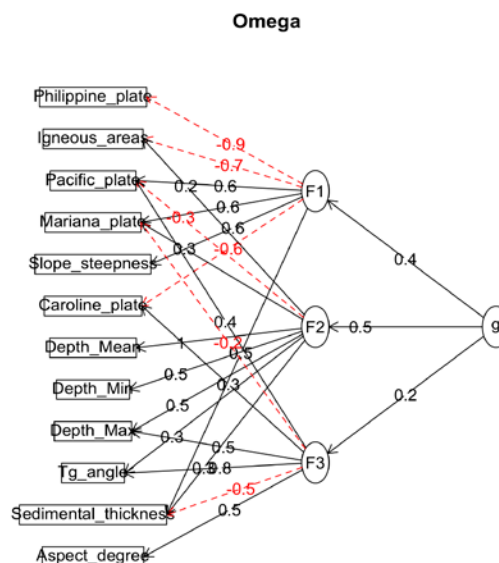 Omega
Philippine_plate
Igneous_areas
Pacific_plate
Mariana_plate
Slope_steepness
Caroline_plate
Depth_Mean
Depth_Min
Depth_Max
Tg_angle
Sedimental_thickness
Aspect_degree
-0.9
-0.7
0.2
0.6
0.6
-0.3
0.6
0.3
-0.6
0.4
1
-0.2
0.5
0.5
0.3
0.5
0.3
0.5
0.3
0.8
-0.5
0.5
F1
F2
F3
0.4
0.5
0.2
g